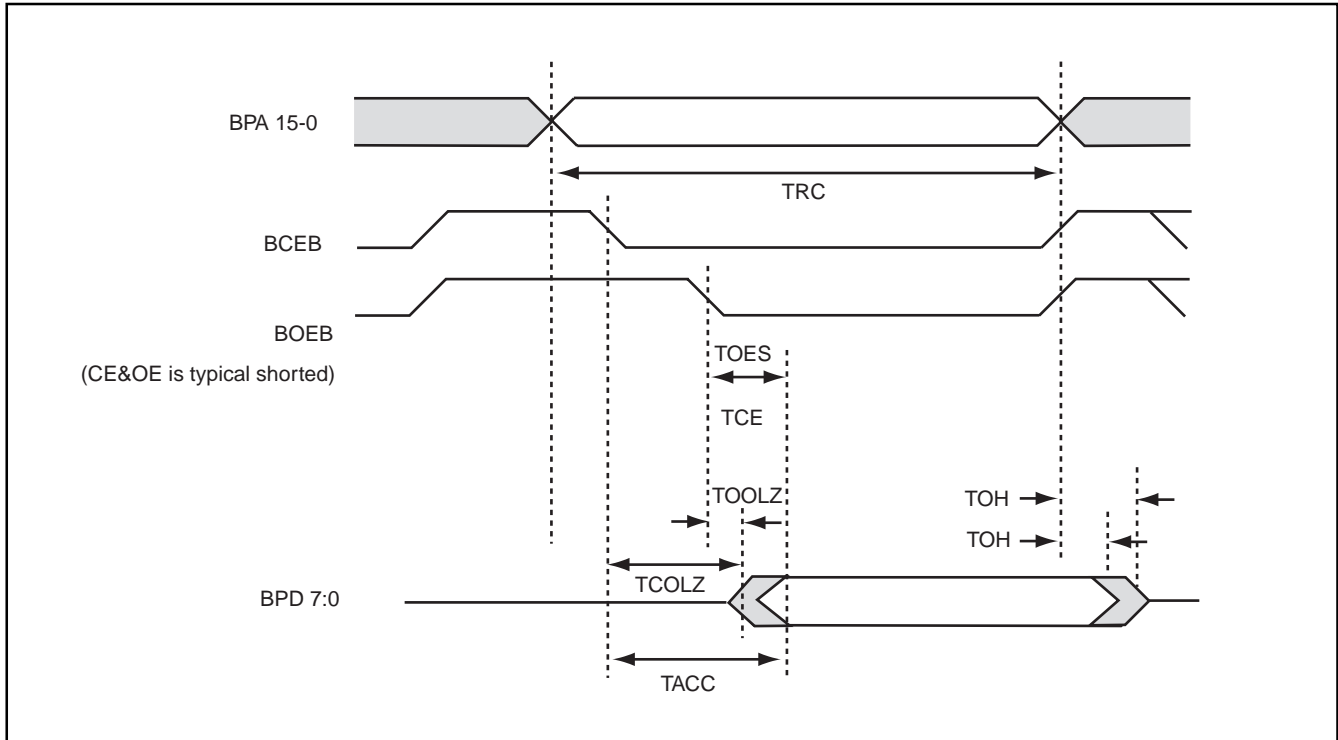 BPA 15-0
TRC
BCEB
BOEB
(CE&OE is typical shorted)
TOES
TCE
TOOLZ
TOH
TOH
TCOLZ
BPD 7:0
TACC